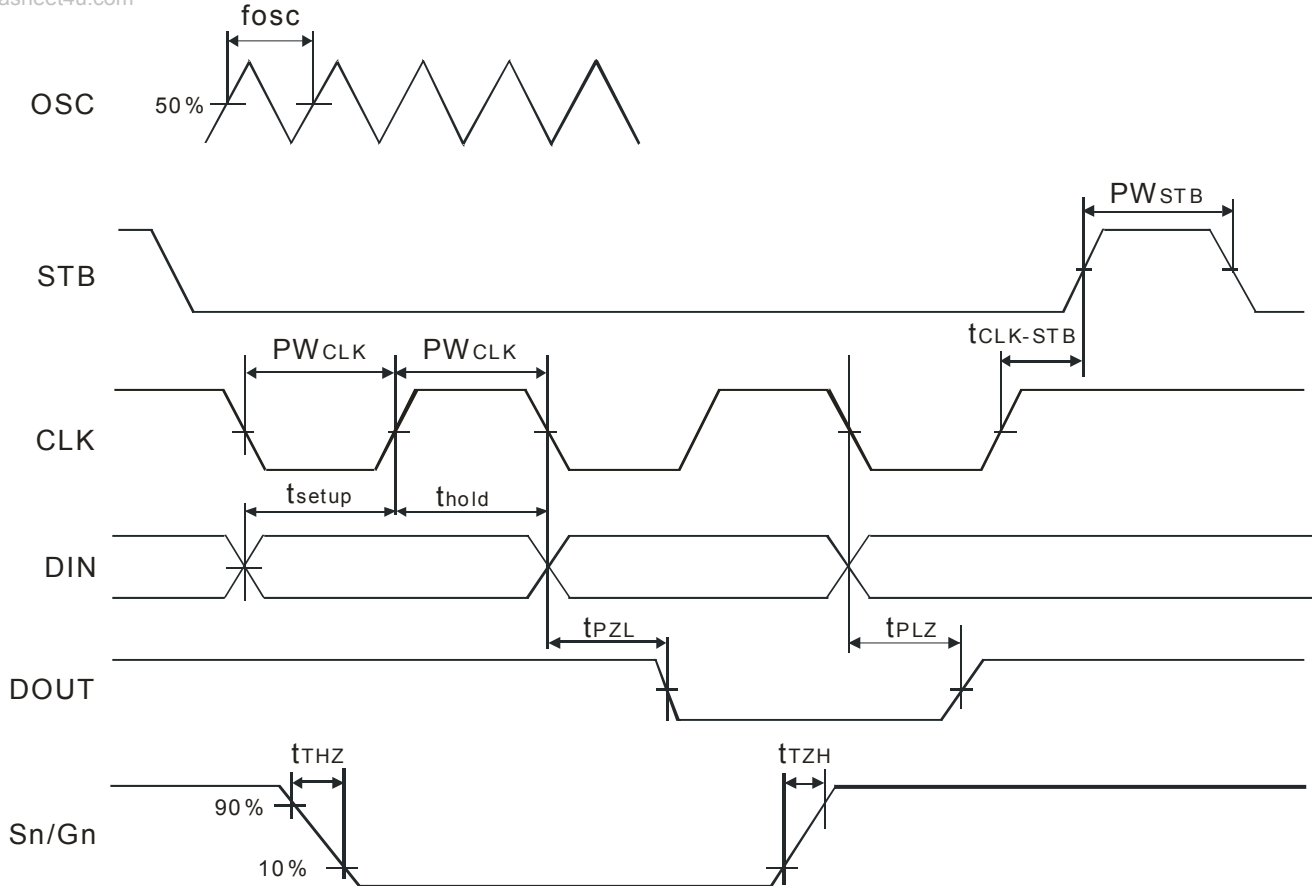 fosc
OSC
50%
PWSTB
STB
tCLK-STB
PWCLK PWCLK
CLK
tsetup thold
DIN
tPZL tPLZ
DOUT
tTHZ tTZH
90%
Sn/Gn
10%